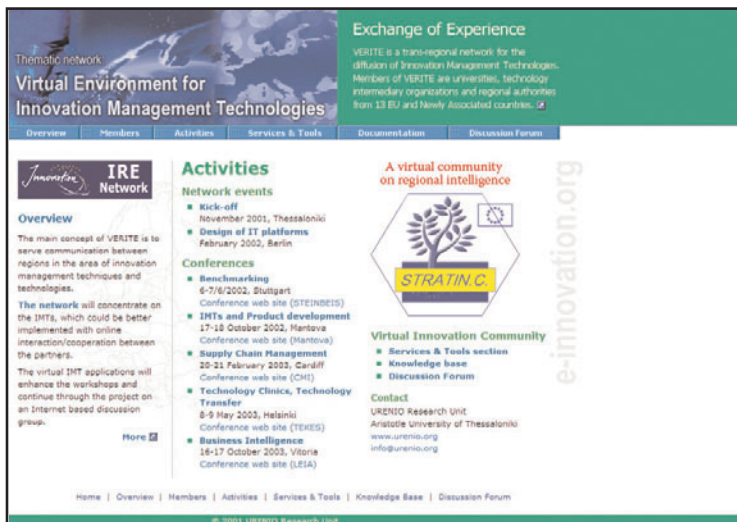 Thematic network
Virtual Environment for
Innovation Management Technologies
Exchange of Experience
VERITE is a trans-regional network for the
diffusion of Innovation Management Technologies.
Members of VERITE are universities, technology
intermediary organizations and regional authorities
from 13 EU and Newly Associated countries.
Overview Members Activities Services & Tools Documentation Discussion Forum
Innovation IRE
Network
Overview
The main concept of VERITE is to
serve communication between
regions in the area of innovation
management techniques and
technologies.
The network will concentrate on
the IMTs, which could be better
implemented with online
interaction/cooperation between
the partners.
The virtual IMT applications will
enhance the workshops and
continue through the project on
an Internet based discussion
group.
More
Activities
Network events
Kick-off
November 2001, Thessaloniki
Design of IT platforms
February 2002, Berlin
Conferences
Benchmarking
6-7/6/2002, Stuttgart
Conference web site (STEINBEIS)
IMTs and Product development
17-18 October 2002, Mantova
Conference web site (Mantova)
Supply Chain Management
20-21 February 2003, Cardiff
Conference web site (CMI)
Technology Clinics, Technology
Transfer
8-9 May 2003, Helsinki
Conference web site (TEKES)
Business Intelligence
16-17 October 2003, Vitoria
Conference web site (LEIA)
A virtual community
on regional intelligence
STRATIN.C.
Virtual Innovation Community
Services & Tools section
Knowledge base
Discussion Forum
Contact
URENIO Research Unit
Aristotle University of Thessaloniki
www.urenio.org
info@urenio.org
e-innovation.org
Home | Overview | Members | Activities | Services & Tools | Knowledge Base | Discussion Forum
© 2001 URENIO Research Unit